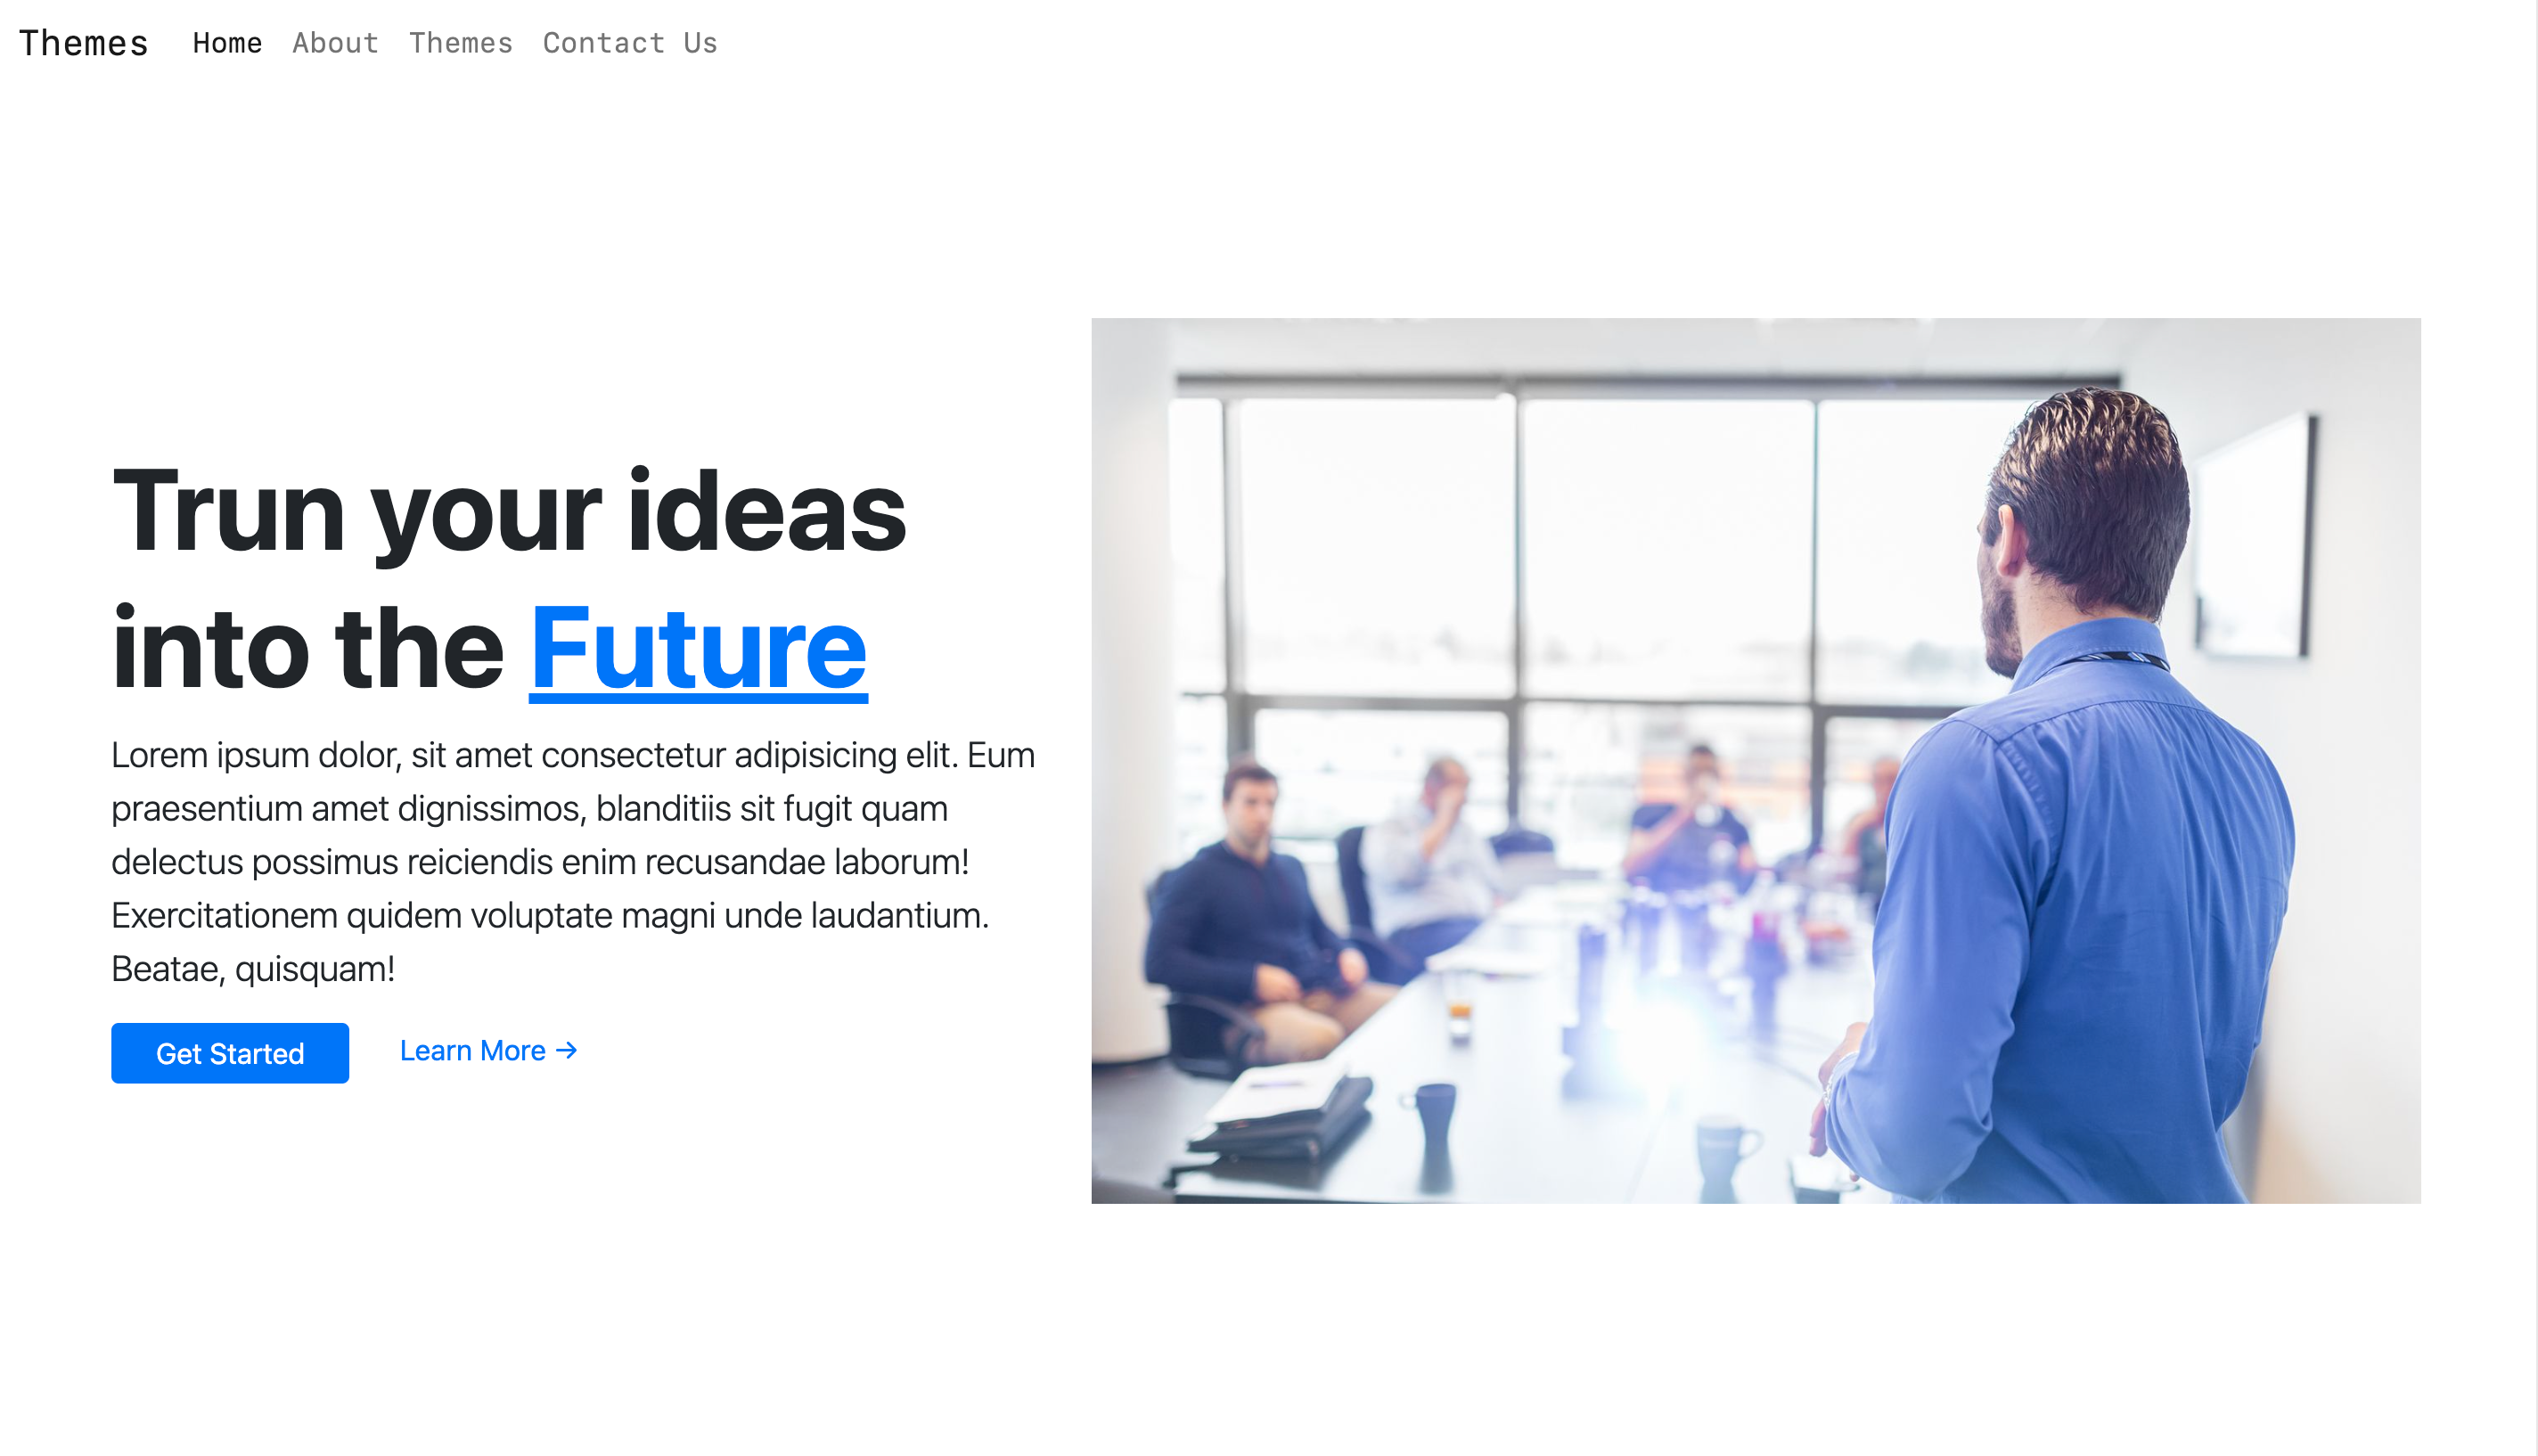 Themes Home About Themes Contact Us
Trun your ideas
into the Future
Lorem ipsum dolor, sit amet consectetur adipisicing elit. Eum
praesentium amet dignissimos, blanditiis sit fugit quam
delectus possimus reiciendis enim recusandae laborum!
Exercitationem quidem voluptate magni unde laudantium.
Beatae, quisquam!
Get Started Learn More →